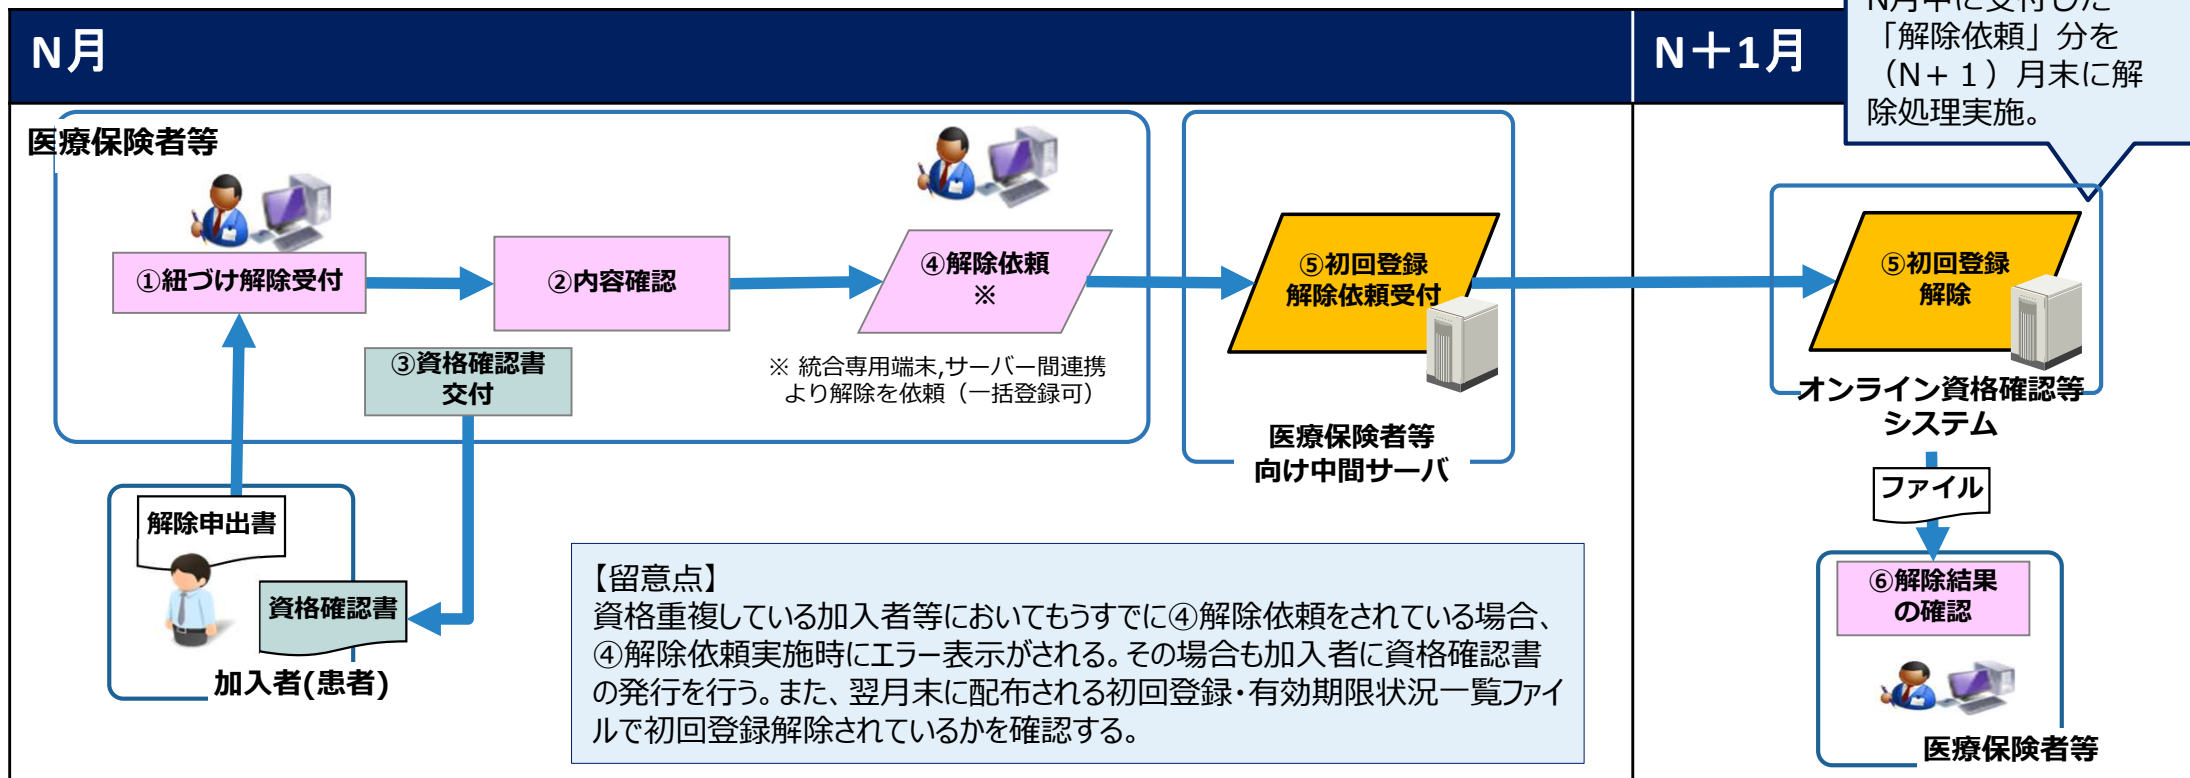 N月
N＋1月
N月中に受付した
「解除依頼」分を
（N＋１）月末に解
除処理実施。
医療保険者等
①紐づけ解除受付
②内容確認
④解除依頼
※
⑤初回登録
解除依頼受付
⑤初回登録
解除
③資格確認書
交付
※ 統合専用端末,サーバー間連携
より解除を依頼（一括登録可）
医療保険者等
向け中間サーバ
オンライン資格確認等
システム
ファイル
解除申出書
資格確認書
加入者(患者)
【留意点】
資格重複している加入者等においてもうすでに④解除依頼をされている場合、
④解除依頼実施時にエラー表示がされる。その場合も加入者に資格確認書
の発行を行う。また、翌月末に配布される初回登録・有効期限状況一覧ファイ
ルで初回登録解除されているかを確認する。
⑥解除結果
の確認
医療保険者等